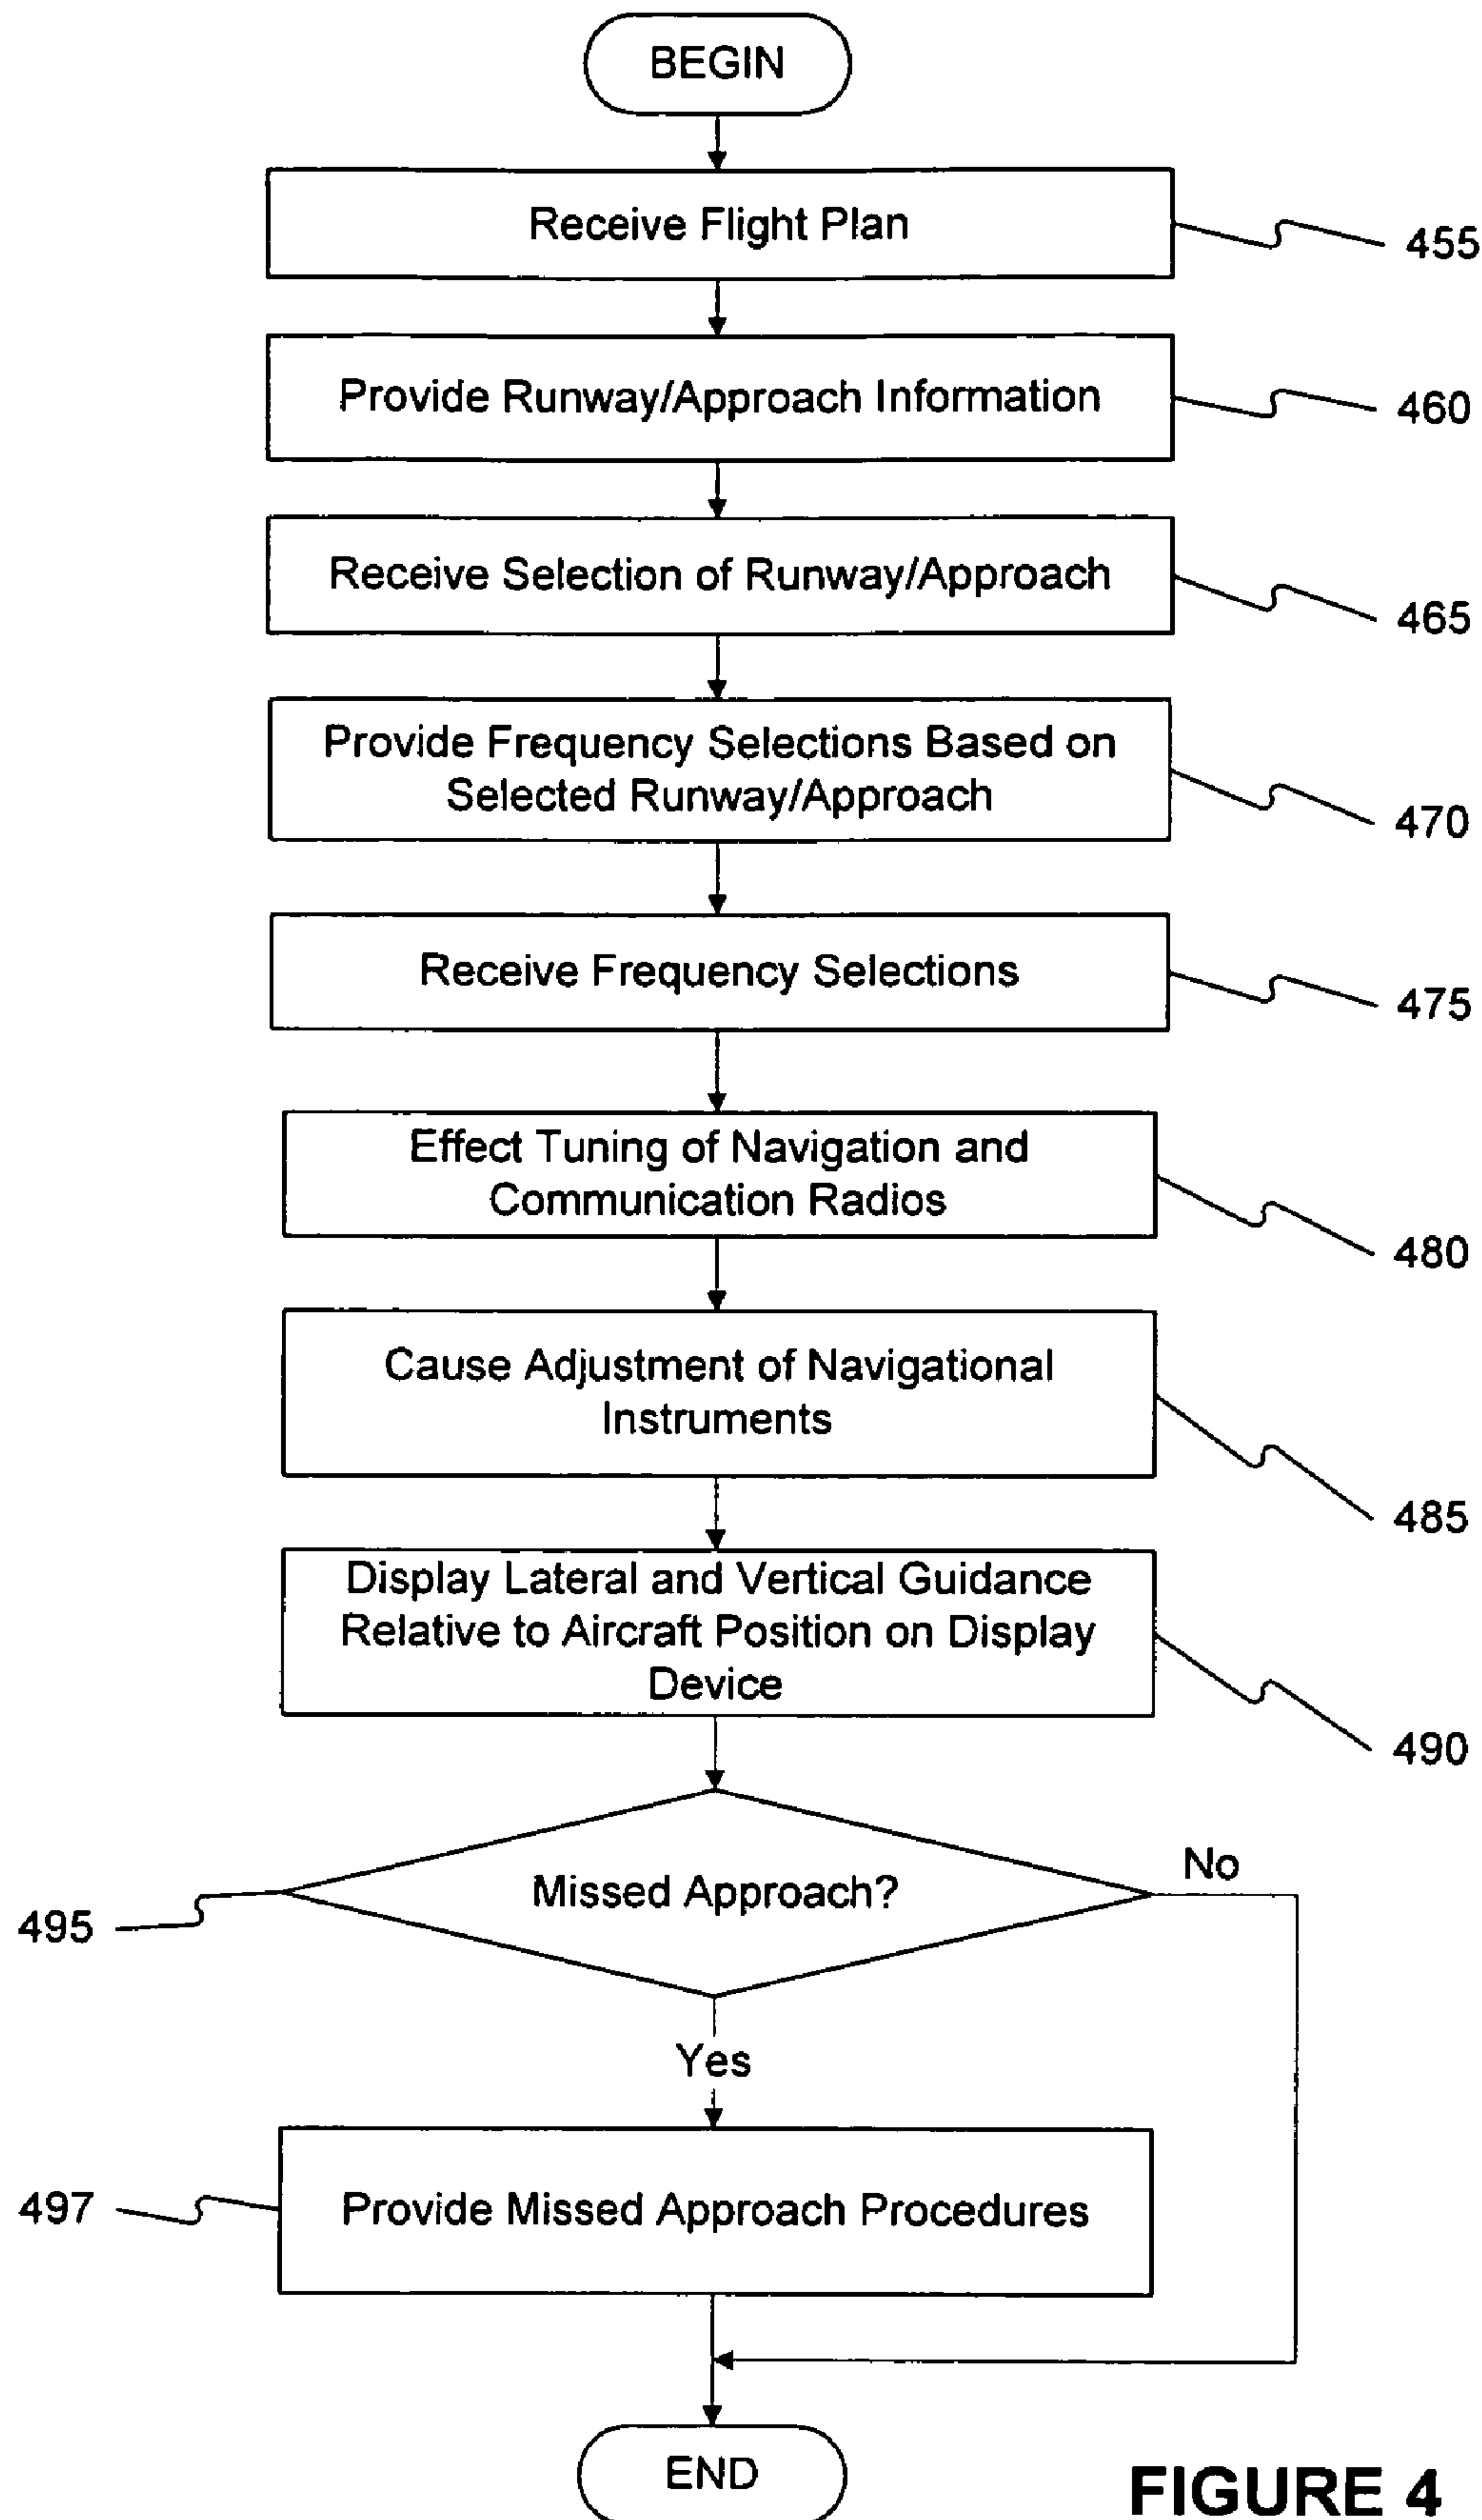 BEGIN
Receive Flight Plan
455
Provide Runway/Approach Information
460
Receive Selection of Runway/Approach
465
Provide Frequency Selections Based on
Selected Runway/Approach
470
Receive Frequency Selections
475
Effect Tuning of Navigation and
Communication Radios
480
Cause Adjustment of Navigational
Instruments
485
Display Lateral and Vertical Guidance
Relative to Aircraft Position on Display
Device
490
No
Missed Approach?
495
Yes
497
Provide Missed Approach Procedures
END
FIGURE 4